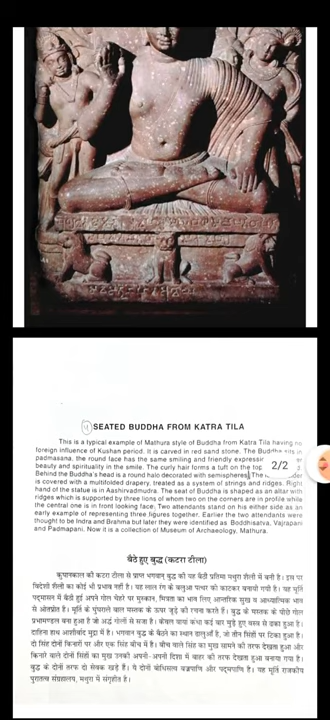 ५ SEATED BUDDHA FROM KATRA TILA
This is a typical example of Mathura style of Buddha from Katra Tila having no
foreign influence of Kushan period. It is carved in red sand stone. The Buddha sits in
padmasana, the round face has the same smiling and friendly
beauty and spirituality in the smile. The curly hair forms a tuft on the top
Behind the Buddha's head is a round halo decorated with semispheres. The
is covered with a multifolded drapery, treated as a system of strings and ridges. Right
hand of the statue is in Aashirvadmudra. The seat of Buddha is shaped as an altar with
ridges which is supported by three lions of whom two on the corners are in profile while
the central one is in front looking face. Two attendants stand on his either side as an
early example of representing three figures together. Earlier the two attendants were
thought to be Indra and Brahma but later they were identified as Boddhisatva, Vajrapani
and Padmapani. Now it is a collection of Museum of Archaeology, Mathura.
2/2
बैठे हुए बुद्ध (कटरा टीला)
कुषानकाल की कटरा टीला से प्राप्त भगवान् बुद्ध की यह बैठी प्रतिमा मथुरा शैली में बनी है। इस पर
विदेशी शैली का कोई भी प्रभाव नहीं है। यह लाल रंग के बलुआ पत्थर को काटकर बनायी गयी है। यह मूर्ति
पद्मासन में बैठी हुई अपने गोल चेहरे पर मुस्कान, मित्रता का भाव लिए आन्तरिक सुख व आध्यात्मिक भाव
से ओतप्रोत है। मूर्ति के घुंघराले बाल मस्तक के ऊपर जूड़े की रचना करते हैं। बुद्ध के मस्तक के पीछे गोल
प्रभामण्डल बना हुआ है जो अर्द्ध गोलों से सजा है। केवल बायां कंधा कई बार मुड़े हुए वस्त्र से ढका हुआ है।
दाहिना हाथ आशीर्वाद मुद्रा में है। भगवान बुद्ध के बैठने का स्थान ढालुआँ है, जो तीन सिंहों पर टिका हुआ है।
दो सिंह दोनों किनारों पर और एक सिंह बीच में है। बीच वाले सिंह का मुख सामने को तरफ देखता हुआ और
किनारे वाले दोनों सिंहों का मुख उनकी अपनी-अपनी दिशा में बाहर की तरफ देखता हुआ बनाया गया है।
बुद्ध के दोनों तरफ दो सेवक खड़े हैं। ये दोनों बोधिसत्व वज्रपाणि और पद्मपाणि हैं। यह मूर्ति राजकीय
पुरातत्व संग्रहालय, मथुरा में संगृहीत है।